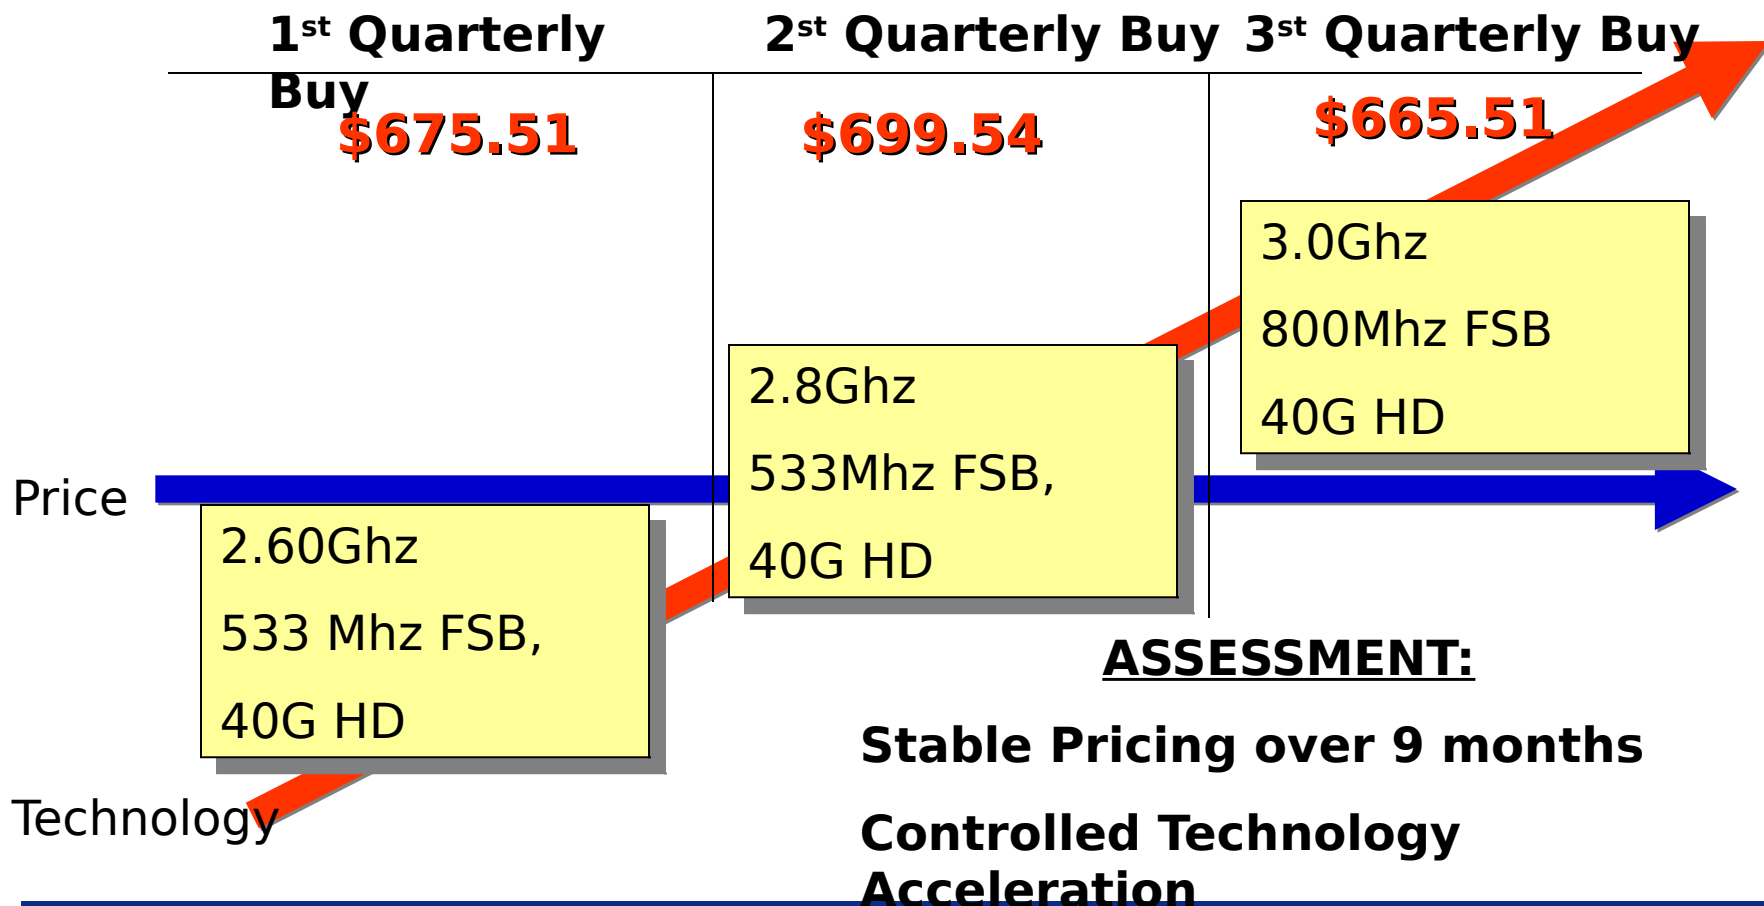 1st Quarterly Buy
2st Quarterly Buy
3st Quarterly Buy
$675.51
$699.54
$665.51
3.0Ghz
800Mhz FSB
40G HD
2.8Ghz
533Mhz FSB,
40G HD
Price
2.60Ghz
533 Mhz FSB,
40G HD
Technology
ASSESSMENT:
Stable Pricing over 9 months
Controlled Technology
Acceleration